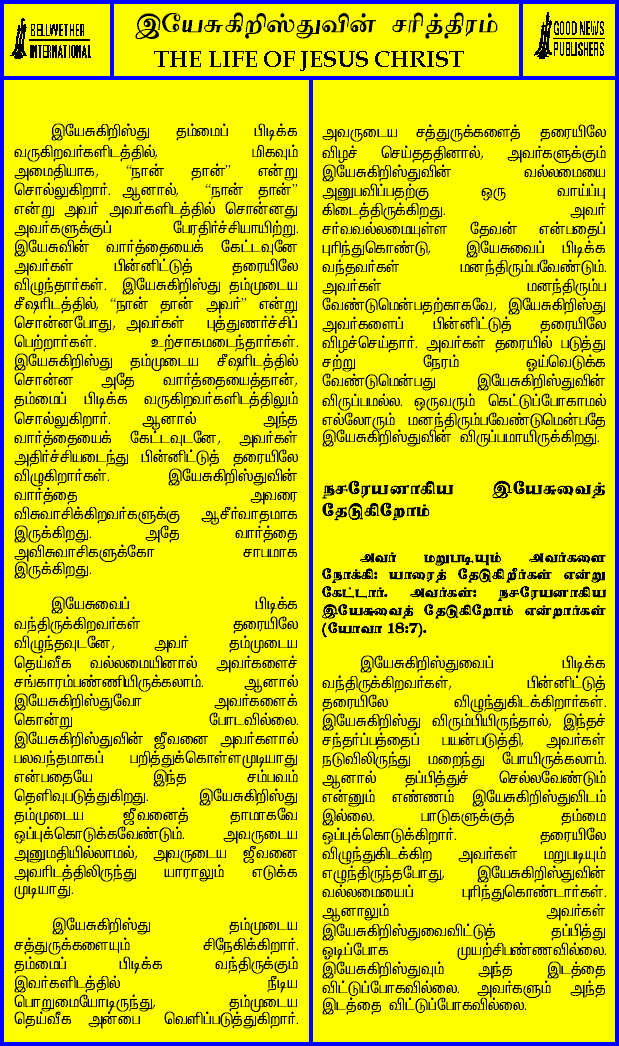 BELLWETHER
INTERNATIONAL
இயேசுகிறிஸ்துவின் சரித்திரம்
THE LIFE OF JESUS CHRIST
GOOD NEWS
PUBLISHERS
இயேசுகிறிஸ்து தம்மைப் பிடிக்க
வருகிறவர்களிடத்தில், மிகவும்
அமைதியாக, “நான் தான்” என்று
சொல்லுகிறார். ஆனால், “நான் தான்”
என்று அவர் அவர்களிடத்தில் சொன்னது
அவர்களுக்குப் பேரதிர்ச்சியாயிற்று.
இயேசுவின் வார்த்தையைக் கேட்டவுனே
அவர்கள் பின்னிட்டுத் தரையிலே
விழுந்தார்கள். இயேசுகிறிஸ்து தம்முடைய
சீஷரிடத்தில், “நான் தான் அவர்” என்று
சொன்னபோது, அவர்கள் புத்துணர்ச்சிப்
பெற்றார்கள். உற்சாகமடைந்தார்கள்.
இயேசுகிறிஸ்து தம்முடைய சீஷரிடத்தில்
சொன்ன அதே வார்த்தையைத்தான்,
தம்மைப் பிடிக்க வருகிறவர்களிடத்திலும்
சொல்லுகிறார். ஆனால் அந்த
வார்த்தையைக் கேட்டவுடனே, அவர்கள்
அதிர்ச்சியடைந்து பின்னிட்டுத் தரையிலே
விழுகிறார்கள். இயேசுகிறிஸ்துவின்
வார்த்தை அவரை
விசுவாசிக்கிறவர்களுக்கு ஆசீர்வாதமாக
இருக்கிறது. அதே வார்த்தை
அவிசுவாசிகளுக்கோ சாபமாக
இருக்கிறது.
இயேசுவைப் பிடிக்க
வந்திருக்கிறவர்கள் தரையிலே
விழுந்தவுடனே, அவர் தம்முடைய
தெய்வீக வல்லமையினால் அவர்களைச்
சங்காரம்பண்ணியிருக்கலாம். ஆனால்
இயேசுகிறிஸ்துவோ அவர்களைக்
கொன்று போடவில்லை.
இயேசுகிறிஸ்துவின் ஜீவனை அவர்களால்
பலவந்தமாகப் பறித்துக்கொள்ளமுடியாது
என்பதையே இந்த சம்பவம்
தெளிவுபடுத்துகிறது. இயேசுகிறிஸ்து
தம்முடைய ஜீவனைத் தாமாகவே
ஒப்புக்கொடுக்கவேண்டும். அவருடைய
அனுமதியில்லாமல், அவருடைய ஜீவனை
அவரிடத்திலிருந்து யாராலும் எடுக்க
முடியாது.
இயேசுகிறிஸ்து தம்முடைய
சத்துருக்களையும் சிநேகிக்கிறார்.
தம்மைப் பிடிக்க வந்திருக்கும்
இவர்களிடத்தில் நீடிய
பொறுமையோடிருந்து, தம்முடைய
தெய்வீக அன்பை வெளிப்படுத்துகிறார்.
அவருடைய சத்துருக்களைத் தரையிலே
விழச் செய்ததினால், அவர்களுக்கும்
இயேசுகிறிஸ்துவின் வல்லமையை
அனுபவிப்பதற்கு ஒரு வாய்ப்பு
கிடைத்திருக்கிறது. அவர்
சர்வவல்லமையுள்ள தேவன் என்பதைப்
புரிந்துகொண்டு, இயேசுவைப் பிடிக்க
வந்தவர்கள் மனந்திரும்பவேண்டும்.
அவர்கள் மனந்திரும்ப
வேண்டுமென்பதற்காகவே, இயேசுகிறிஸ்து
அவர்களைப் பின்னிட்டுத் தரையிலே
விழச்செய்தார். அவர்கள் தரையில் படுத்து
சற்று நேரம் ஓய்வெடுக்க
வேண்டுமென்பது இயேசுகிறிஸ்துவின்
விருப்பமல்ல. ஒருவரும் கெட்டுப்போகாமல்
எல்லோரும் மனந்திரும்பவேண்டுமென்பதே
இயேசுகிறிஸ்துவின் விருப்பமாயிருக்கிறது.
நசரேயனாகிய இயேசுவைத்
தேடுகிறோம்
அவர் மறுபடியும் அவர்களை
நோக்கி: யாரைத் தேடுகிறீர்கள் என்று
கேட்டார். அவர்கள்: நசரேயனாகிய
இயேசுவைத் தேடுகிறோம் என்றார்கள்
(யோவா 18:7).
இயேசுகிறிஸ்துவைப் பிடிக்க
வந்திருக்கிறவர்கள், பின்னிட்டுத்
தரையிலே விழுந்துகிடக்கிறார்கள்.
இயேசுகிறிஸ்து விரும்பியிருந்தால், இந்தச்
சந்தர்ப்பத்தைப் பயன்படுத்தி, அவர்கள்
நடுவிலிருந்து மறைந்து போயிருக்கலாம்.
ஆனால் தப்பித்துச் செல்லவேண்டும்
என்னும் எண்ணம் இயேசுகிறிஸ்துவிடம்
இல்லை. பாடுகளுக்குத் தம்மை
ஒப்புக்கொடுக்கிறார். தரையிலே
விழுந்துகிடக்கிற அவர்கள் மறுபடியும்
எழுந்திருந்தபோது, இயேசுகிறிஸ்துவின்
வல்லமையைப் புரிந்துகொண்டார்கள்.
ஆனாலும் அவர்கள்
இயேசுகிறிஸ்துவைவிட்டுத் தப்பித்து
ஓடிப்போக முயற்சிபண்ணவில்லை.
இயேசுகிறிஸ்துவும் அந்த இடத்தை
விட்டுப்போகவில்லை. அவர்களும் அந்த
இடத்தை விட்டுப்போகவில்லை.